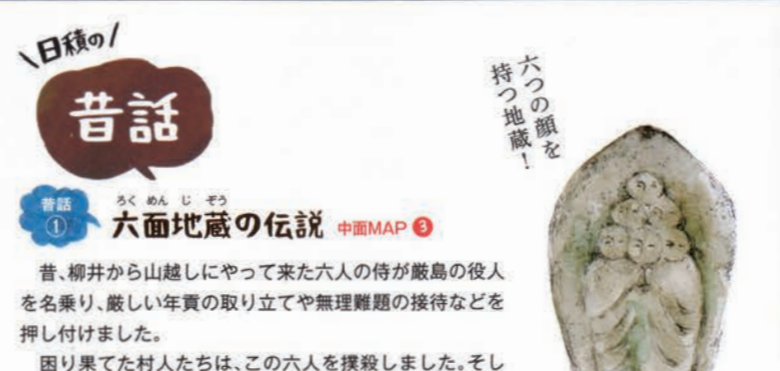 日積の
昔話
六つの顔を
持つ地蔵！
昔話
①
ろくめんじぞう
六面地蔵の伝説 中面MAP ❸
昔、柳井から山越しにやって来た六人の侍が厳島の役人
を名乗り、厳しい年貢の取り立てや無理難題の接待などを
押し付けました。
困り果てた村人たちは、この六人を撲殺しました。そし